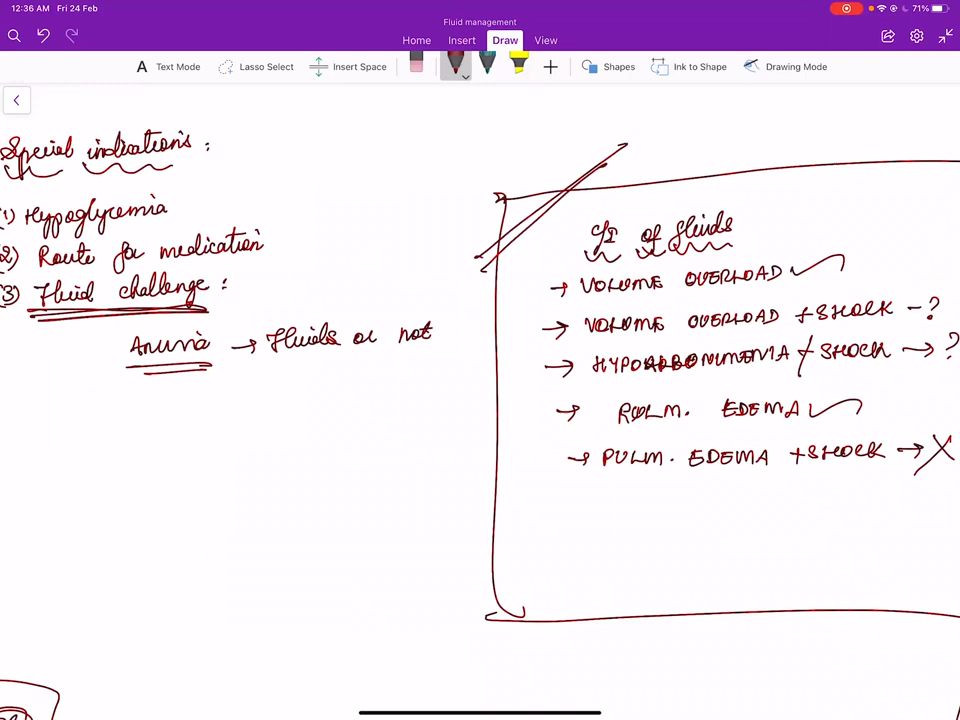 12:36 AM Fri 24 Feb
71%
Fluid management
Home Insert Draw View
Text Mode Lasso Select Insert Space Shapes Ink to Shape Drawing Mode
Special indications :
(1) Hypoglycemia
(2) Route for medication
(3) Fluid challenge :
Anuria → Fluids or not
C/I of fluids
→ VOLUME OVERLOAD ✓
→ VOLUME OVERLOAD + SHOCK - ?
→ + SHOCK → ?
→ PULM. EDEMA ✓
→ PULM. EDEMA + SHOCK → X